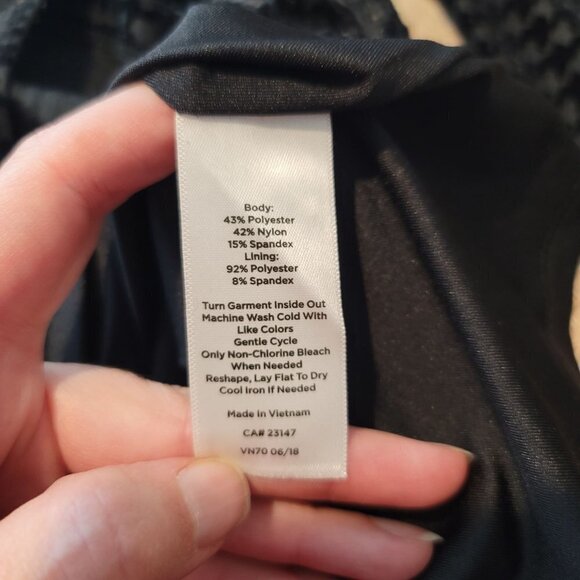 Body:
43% Polyester
42% Nylon
15% Spandex
Lining:
92% Polyester
8% Spandex
Turn Garment Inside Out
Machine Wash Cold With
Like Colors
Gentle Cycle
Only Non-Chlorine Bleach
When Needed
Reshape, Lay Flat To Dry
Cool Iron If Needed
Made in Vietnam
CA# 23147
VN70 06/18